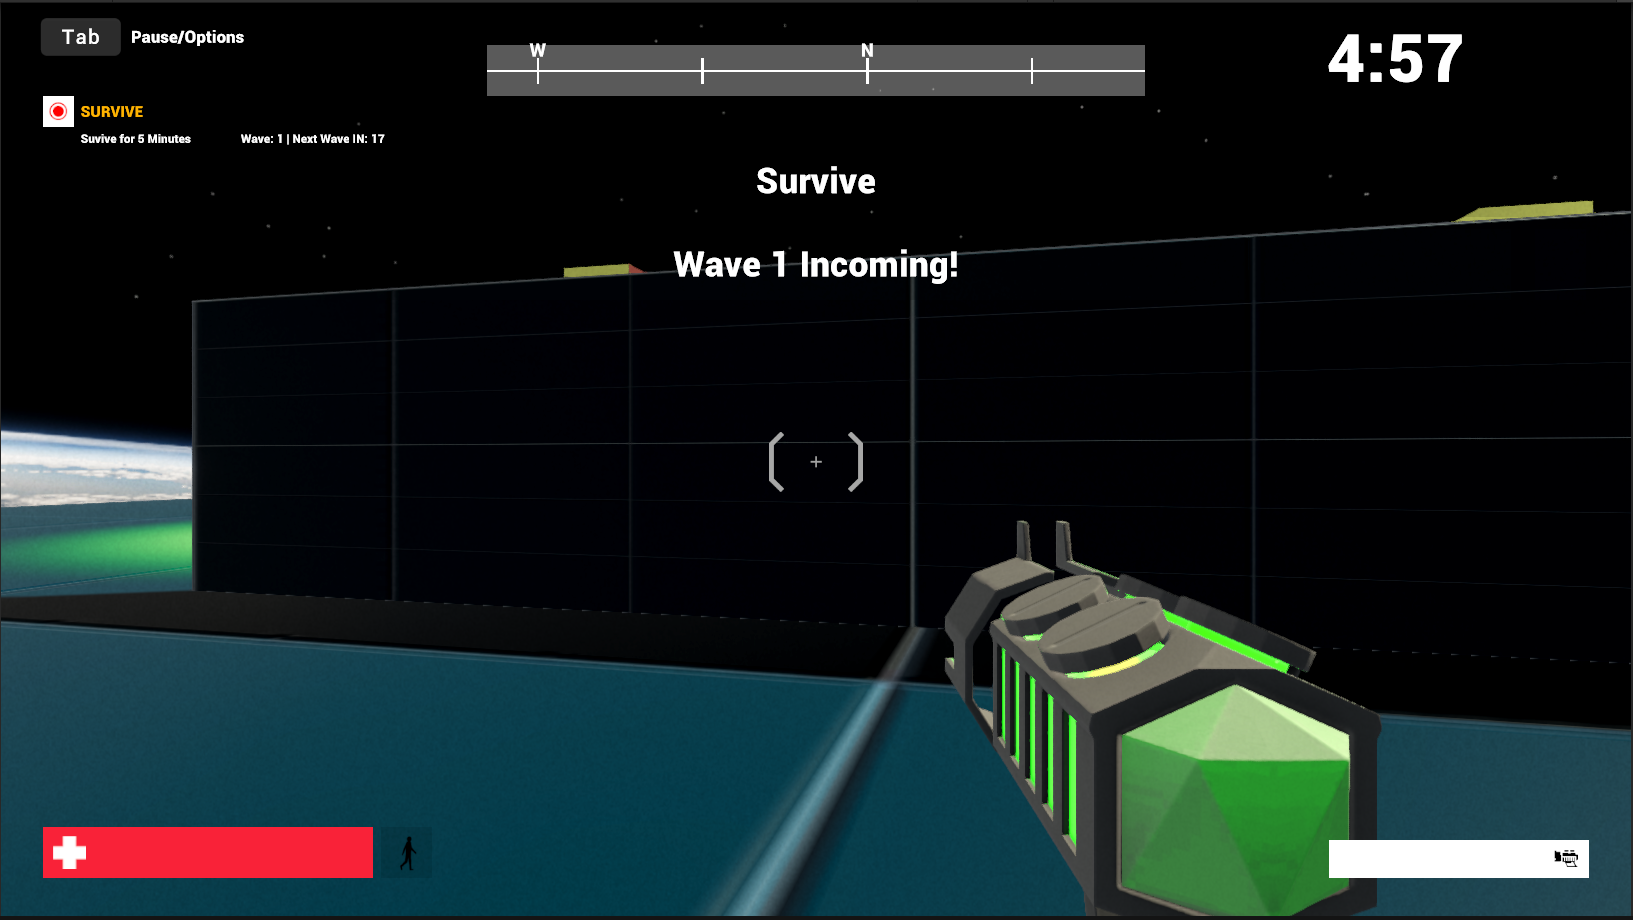 Tab Pause/Options
W N
4:57
SURVIVE
Suvive for 5 Minutes Wave: 1 | Next Wave IN: 17
Survive
Wave 1 Incoming!